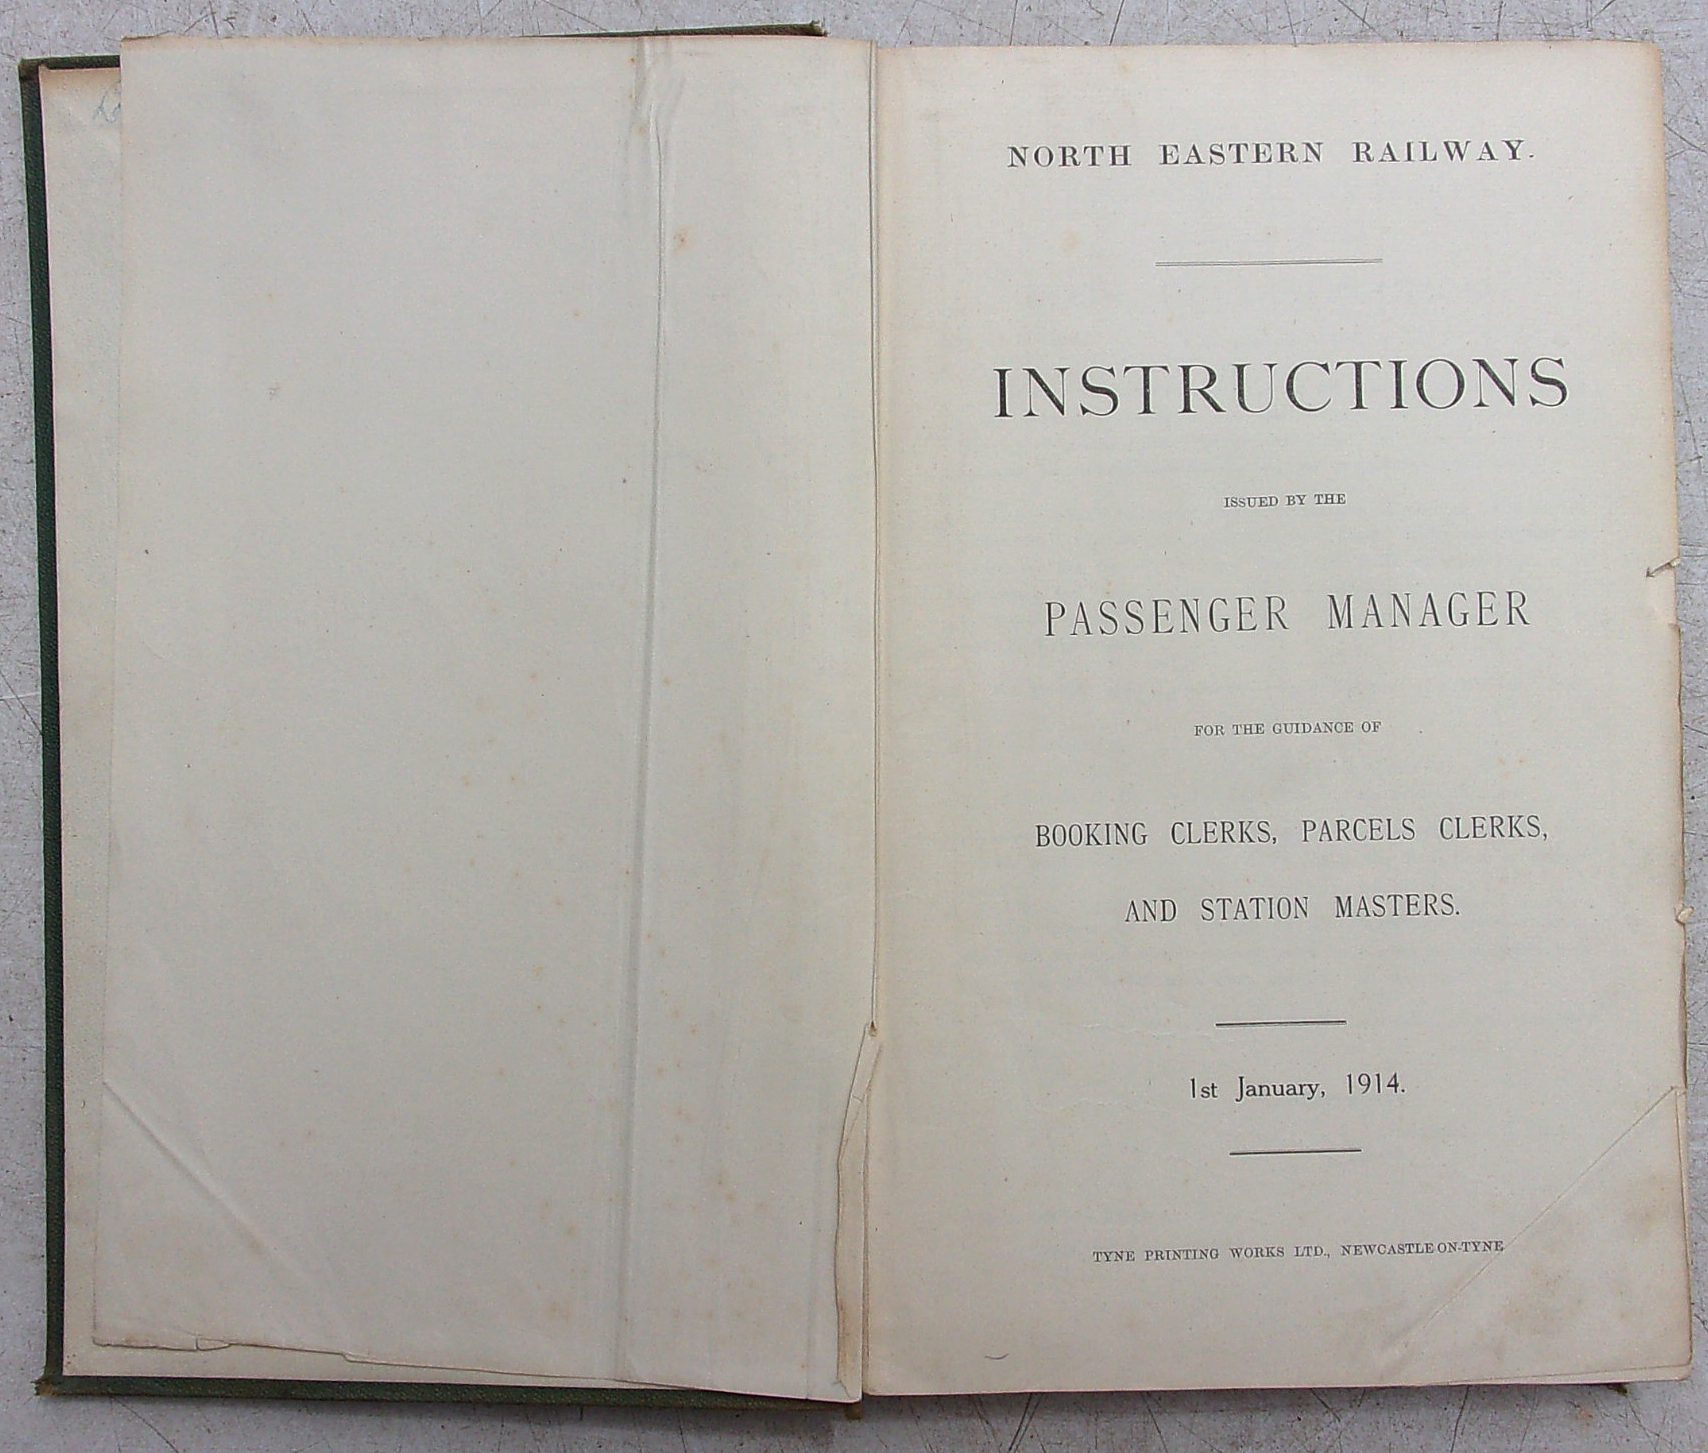 NORTH EASTERN RAILWAY.
INSTRUCTIONS
ISSUED BY THE
PASSENGER MANAGER
FOR THE GUIDANCE OF
BOOKING CLERKS, PARCELS CLERKS,
AND STATION MASTERS.
1st January, 1914.
TYNE PRINTING WORKS LTD., NEWCASTLE ON-TYNE